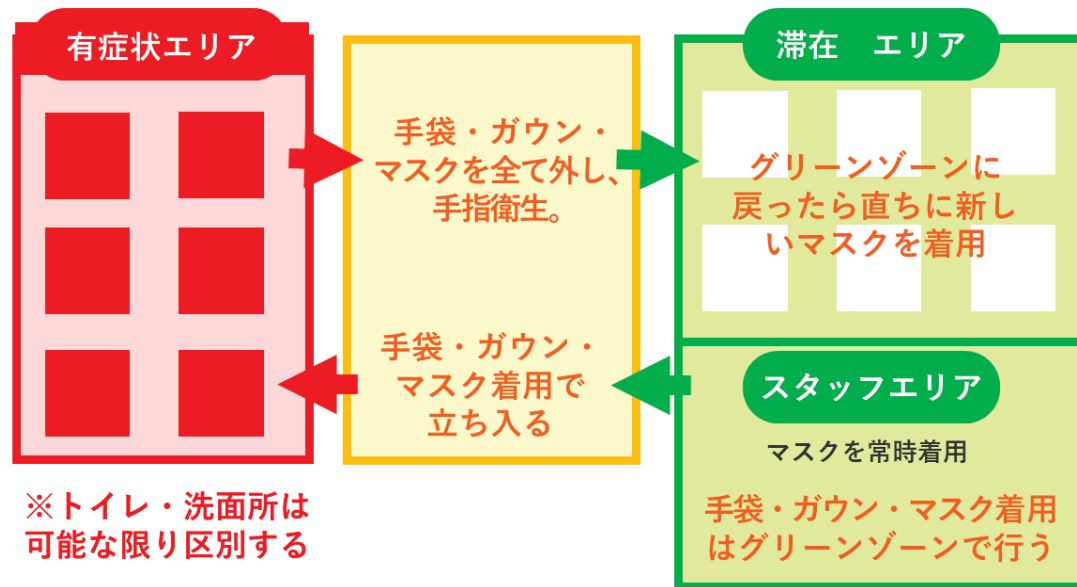 有症状エリア
手袋・ガウン・
マスクを全て外し、
手指衛生。
手袋・ガウン・
マスク着用で
立ち入る
滞在　エリア
グリーンゾーンに
戻ったら直ちに新し
いマスクを着用
スタッフエリア
マスクを常時着用
手袋・ガウン・マスク着用
はグリーンゾーンで行う
※トイレ・洗面所は
可能な限り区別する